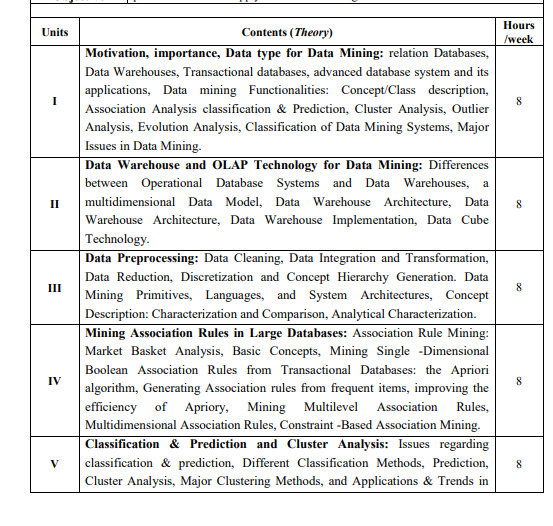 Units
Contents (Theory)
Hours
/week
I
Motivation, importance, Data type for Data Mining: relation Databases,
Data Warehouses, Transactional databases, advanced database system and its
applications, Data mining Functionalities: Concept/Class description,
Association Analysis classification & Prediction, Cluster Analysis, Outlier
Analysis, Evolution Analysis, Classification of Data Mining Systems, Major
Issues in Data Mining.
8
II
Data Warehouse and OLAP Technology for Data Mining: Differences
between Operational Database Systems and Data Warehouses, a
multidimensional Data Model, Data Warehouse Architecture, Data
Warehouse Architecture, Data Warehouse Implementation, Data Cube
Technology.
8
III
Data Preprocessing: Data Cleaning, Data Integration and Transformation,
Data Reduction, Discretization and Concept Hierarchy Generation. Data
Mining Primitives, Languages, and System Architectures, Concept
Description: Characterization and Comparison, Analytical Characterization.
8
IV
Mining Association Rules in Large Databases: Association Rule Mining:
Market Basket Analysis, Basic Concepts, Mining Single -Dimensional
Boolean Association Rules from Transactional Databases: the Apriori
algorithm, Generating Association rules from frequent items, improving the
efficiency of Apriory, Mining Multilevel Association Rules,
Multidimensional Association Rules, Constraint -Based Association Mining.
8
V
Classification & Prediction and Cluster Analysis: Issues regarding
classification & prediction, Different Classification Methods, Prediction,
Cluster Analysis, Major Clustering Methods, and Applications & Trends in
8